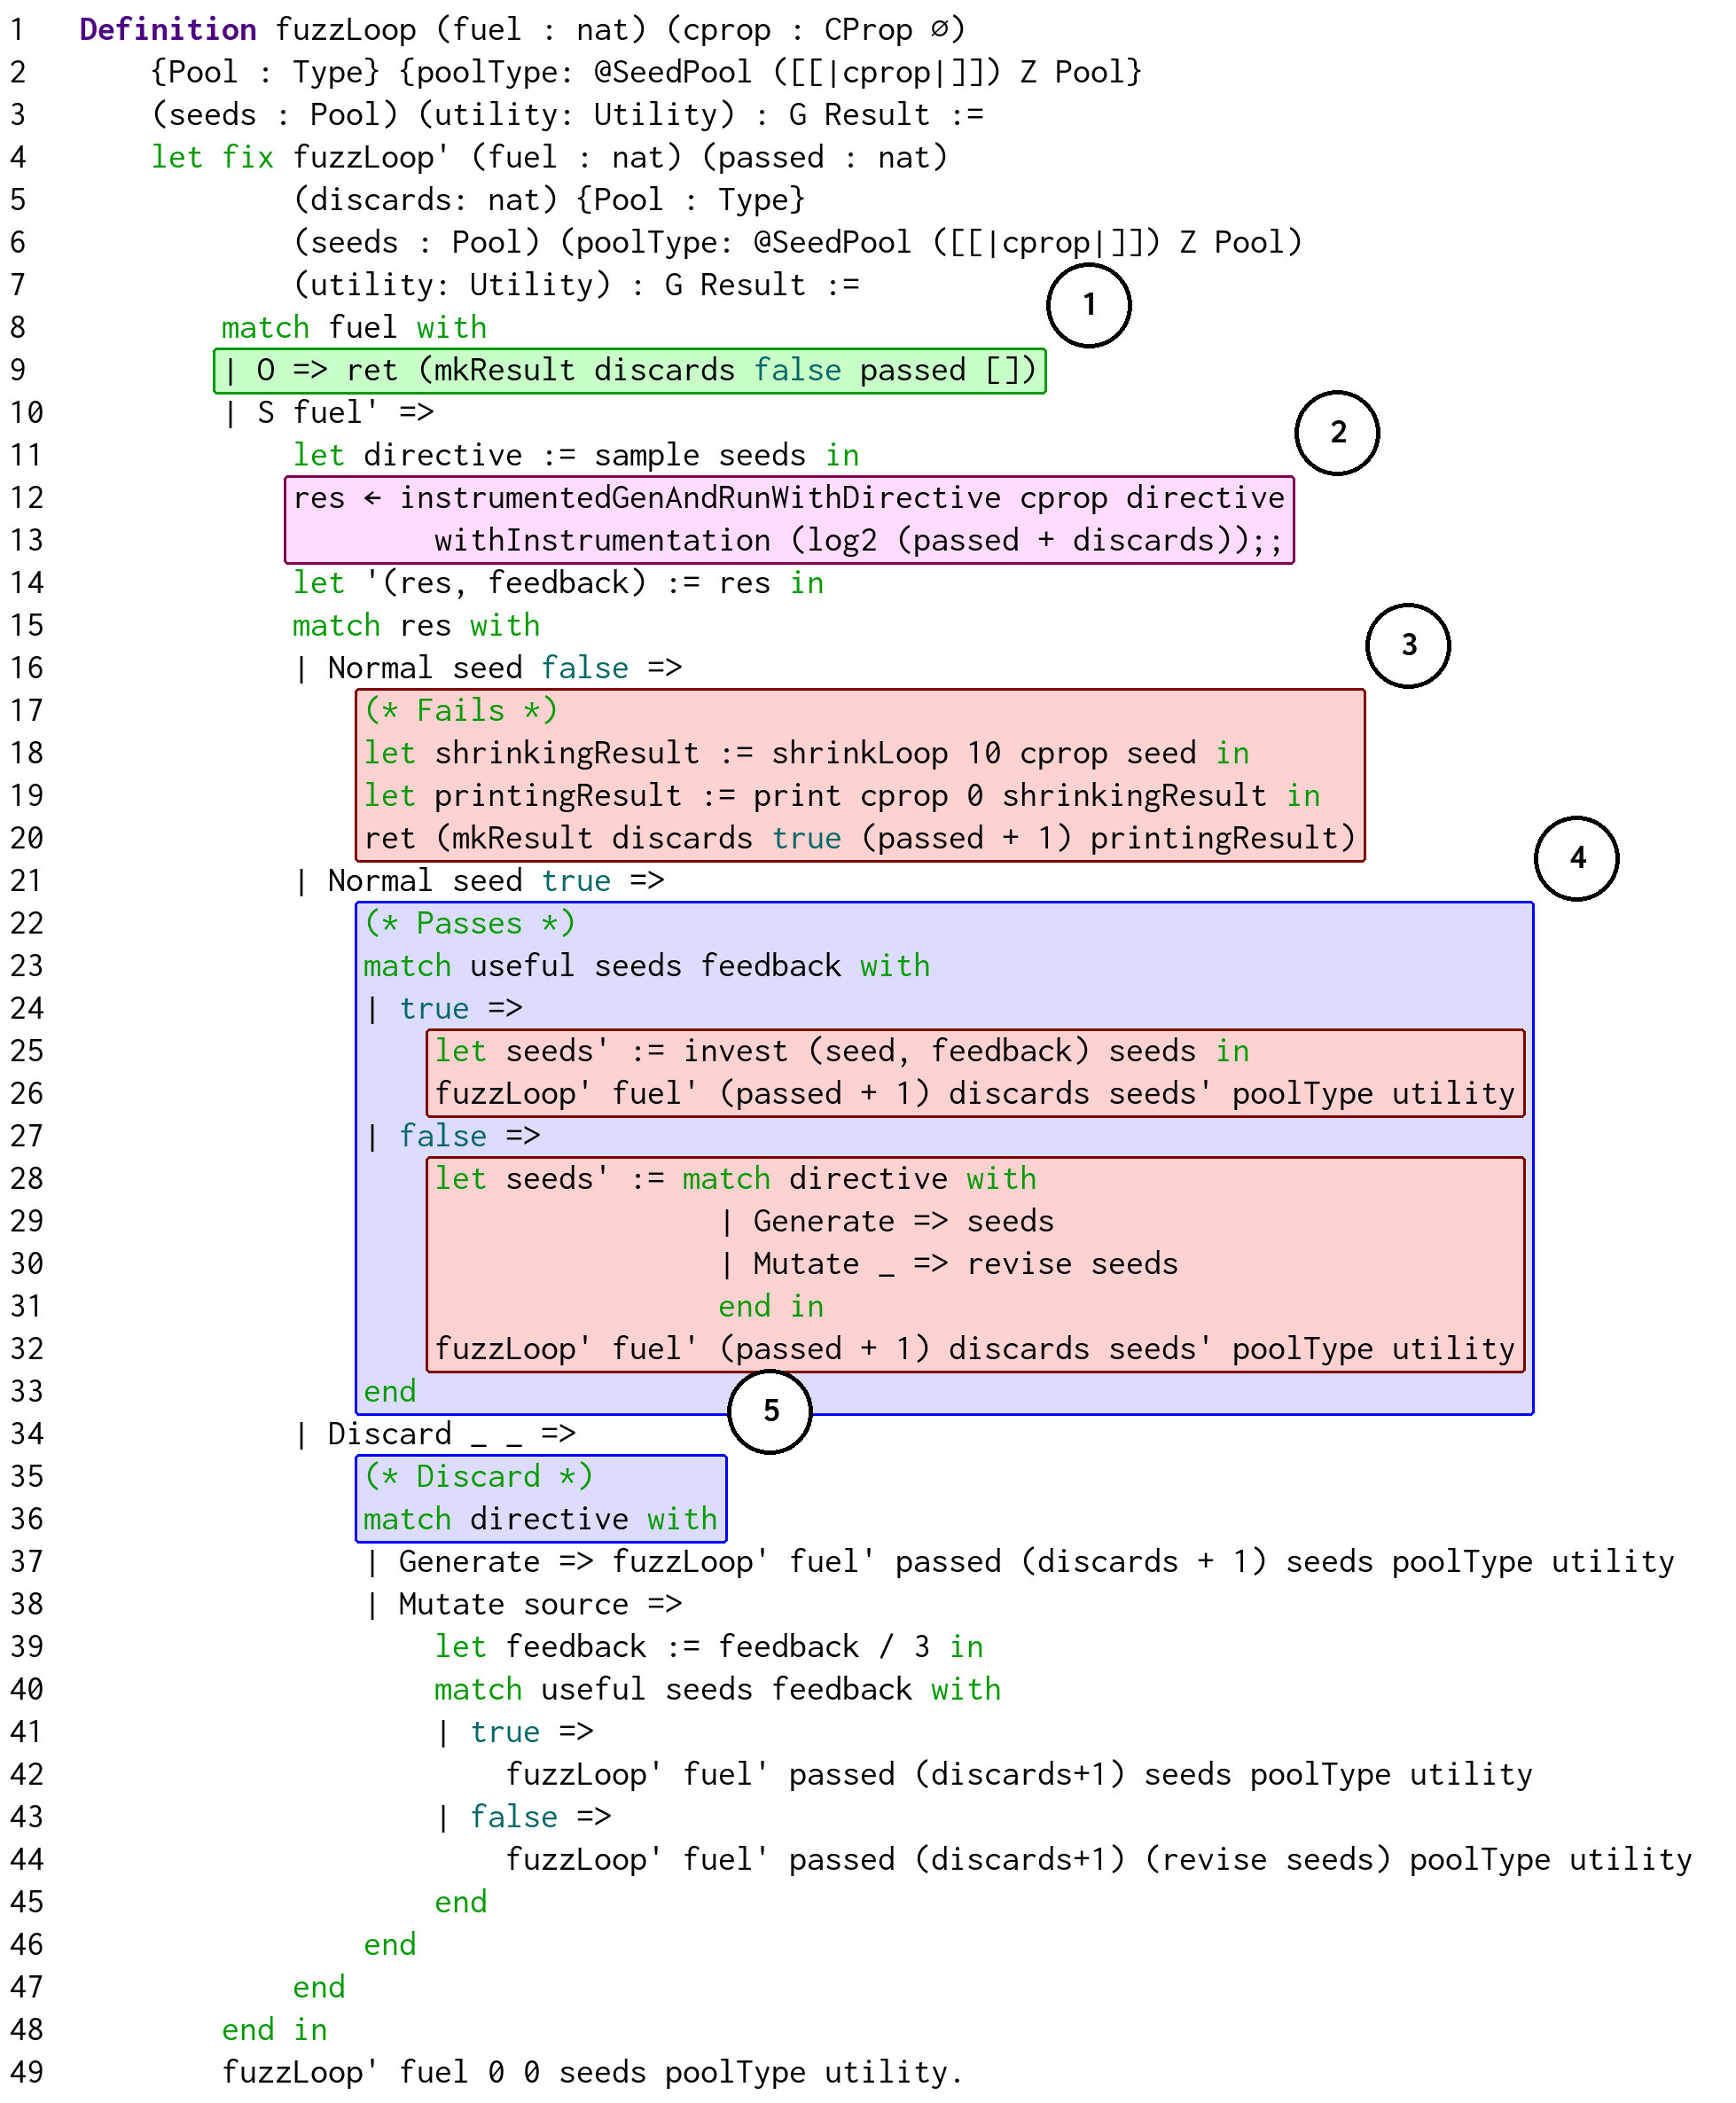 1 Definition fuzzLoop (fuel : nat) (cprop : CProp ∅)
2 {Pool : Type} {poolType: @SeedPool ([[|cprop|]]) Z Pool}
3 (seeds : Pool) (utility: Utility) : G Result :=
4 let fix fuzzLoop' (fuel : nat) (passed : nat)
5 (discards: nat) {Pool : Type}
6 (seeds : Pool) (poolType: @SeedPool ([[|cprop|]]) Z Pool)
7 (utility: Utility) : G Result :=
1
8 match fuel with
9 | O => ret (mkResult discards false passed [])
10 | S fuel' =>
2
11 let directive := sample seeds in
12 res ← instrumentedGenAndRunWithDirective cprop directive
13 withInstrumentation (log2 (passed + discards));;
14 let '(res, feedback) := res in
15 match res with
3
16 | Normal seed false =>
17 (* Fails *)
18 let shrinkingResult := shrinkLoop 10 cprop seed in
19 let printingResult := print cprop 0 shrinkingResult in
20 ret (mkResult discards true (passed + 1) printingResult)
4
21 | Normal seed true =>
22 (* Passes *)
23 match useful seeds feedback with
24 | true =>
25 let seeds' := invest (seed, feedback) seeds in
26 fuzzLoop' fuel' (passed + 1) discards seeds' poolType utility
27 | false =>
28 let seeds' := match directive with
29 | Generate => seeds
30 | Mutate _ => revise seeds
31 end in
32 fuzzLoop' fuel' (passed + 1) discards seeds' poolType utility
33 end
5
34 | Discard _ _ =>
35 (* Discard *)
36 match directive with
37 | Generate => fuzzLoop' fuel' passed (discards + 1) seeds poolType utility
38 | Mutate source =>
39 let feedback := feedback / 3 in
40 match useful seeds feedback with
41 | true =>
42 fuzzLoop' fuel' passed (discards+1) seeds poolType utility
43 | false =>
44 fuzzLoop' fuel' passed (discards+1) (revise seeds) poolType utility
45 end
46 end
47 end
48 end in
49 fuzzLoop' fuel 0 0 seeds poolType utility.